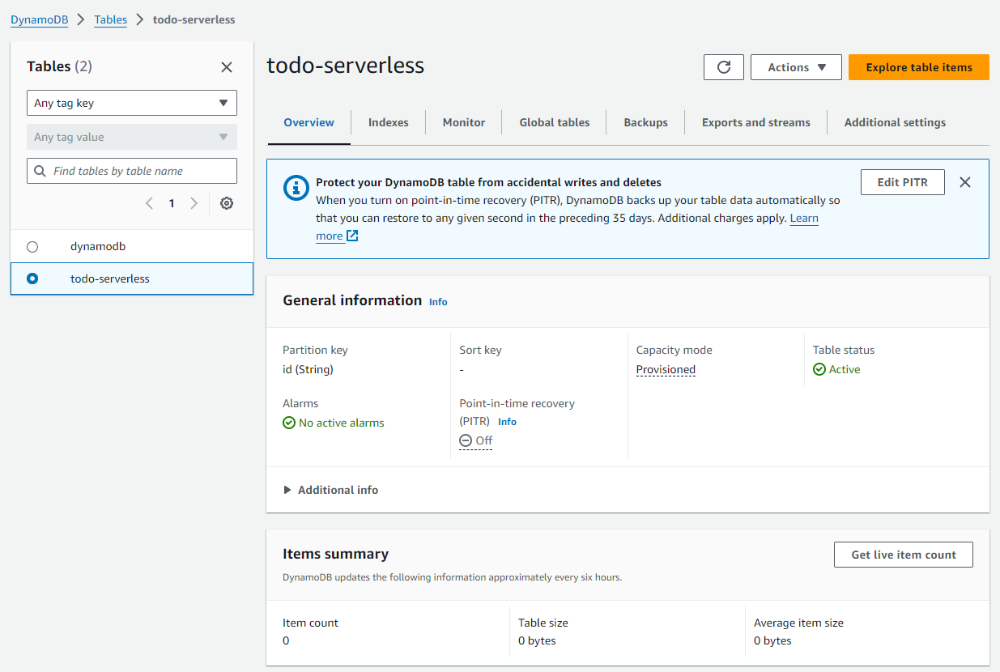 DynamoDB > Tables > todo-serverless
Tables (2)
Any tag key
Any tag value
Find tables by table name
1
dynamodb
todo-serverless
todo-serverless
Actions
Explore table items
Overview
Indexes
Monitor
Global tables
Backups
Exports and streams
Additional settings
Protect your DynamoDB table from accidental writes and deletes
When you turn on point-in-time recovery (PITR), DynamoDB backs up your table data automatically so
that you can restore to any given second in the preceding 35 days. Additional charges apply. Learn
more
Edit PITR
General information Info
Partition key
id (String)
Sort key
-
Capacity mode
Provisioned
Table status
Active
Alarms
No active alarms
Point-in-time recovery
(PITR) Info
Off
Additional info
Items summary
DynamoDB updates the following information approximately every six hours.
Get live item count
Item count
0
Table size
0 bytes
Average item size
0 bytes